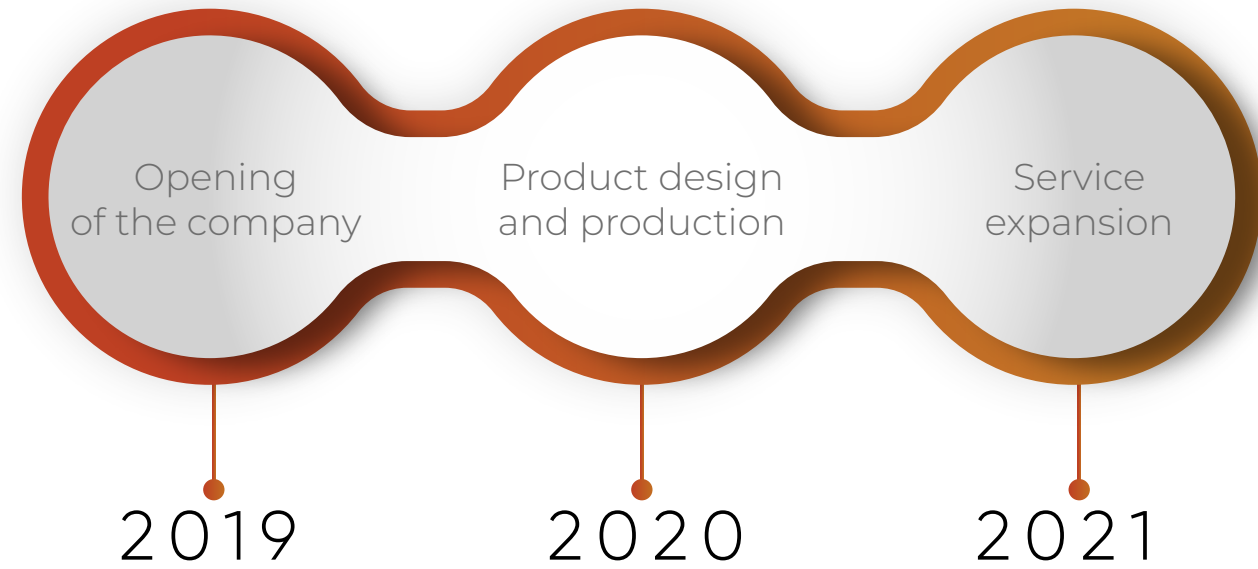 Opening
of the company
Product design
and production
Service
expansion
2019
2020
2021